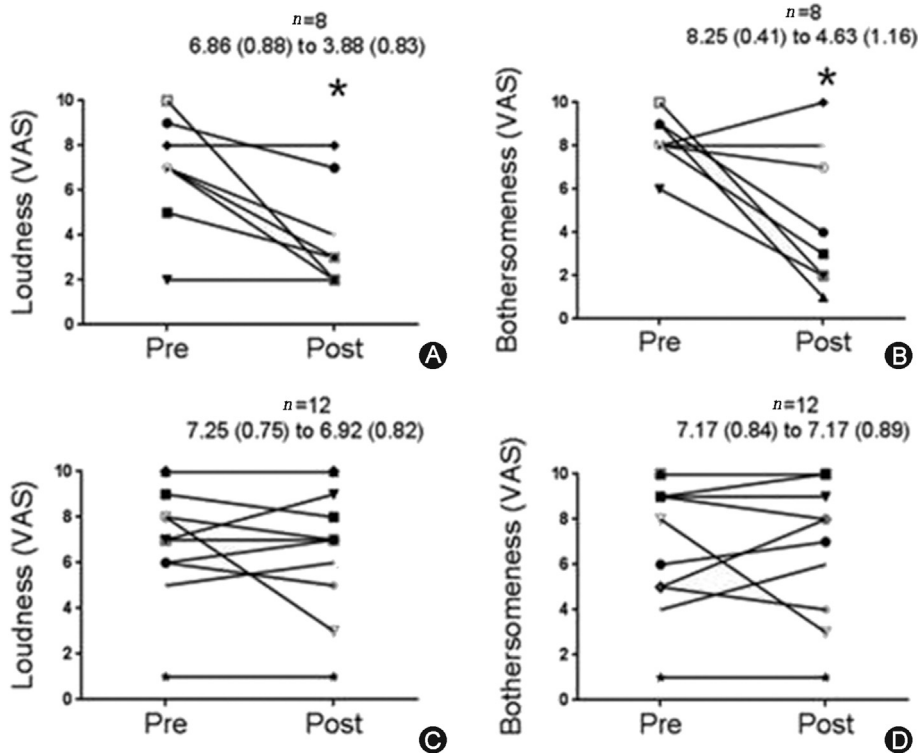 n=8
6.86 (0.88) to 3.88 (0.83)
*
Loudness (VAS)
10
8
6
4
2
0
Pre Post
A
n=8
8.25 (0.41) to 4.63 (1.16)
*
Bothersomeness (VAS)
10
8
6
4
2
0
Pre Post
B
n=12
7.25 (0.75) to 6.92 (0.82)
Loudness (VAS)
10
8
6
4
2
0
Pre Post
C
n=12
7.17 (0.84) to 7.17 (0.89)
Bothersomeness (VAS)
10
8
6
4
2
0
Pre Post
D